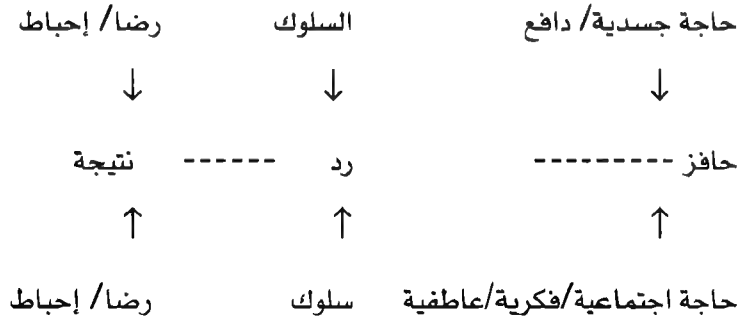 حاجة جسدية/ دافع السلوك رضا/ إحباط
↓ ↓ ↓
حافز --------- رد ------ نتيجة
↑ ↑ ↑
حاجة اجتماعية/فكرية/عاطفية سلوك رضا/ إحباط